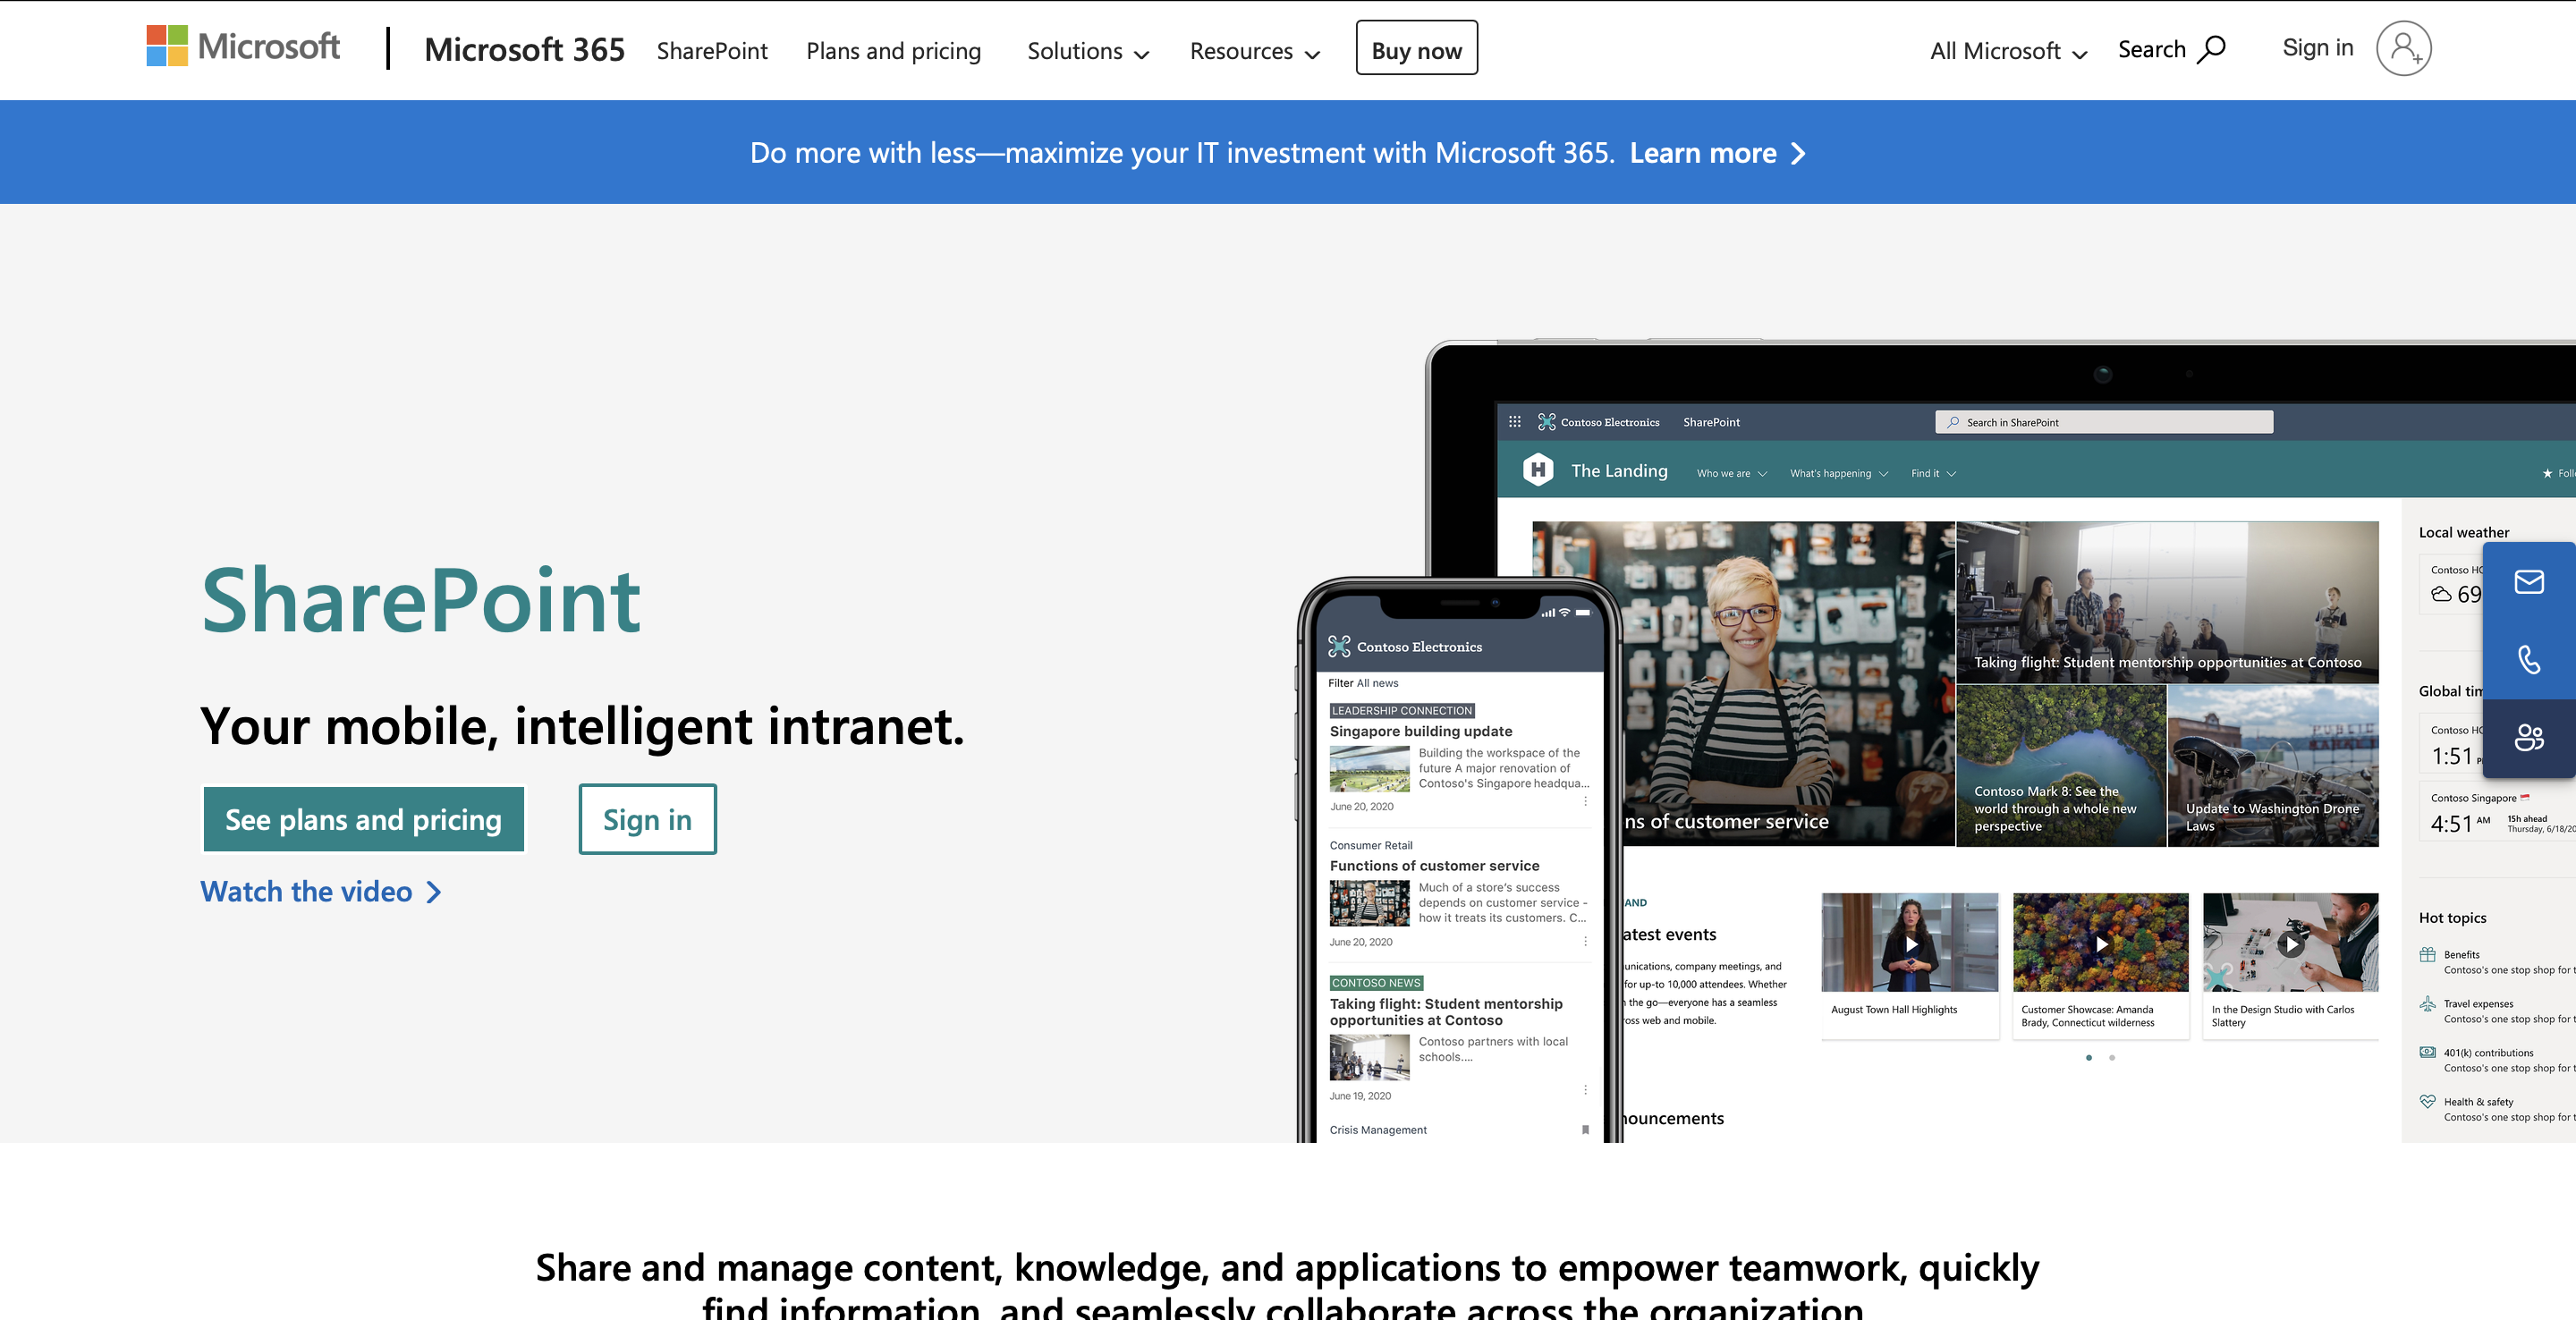 Microsoft
Microsoft 365
SharePoint
Plans and pricing
Solutions
Resources
Buy now
All Microsoft
Search
Sign in
Do more with less—maximize your IT investment with Microsoft 365. Learn more
SharePoint
Your mobile, intelligent intranet.
See plans and pricing
Sign in
Watch the video
Contoso Electronics
Filter All news
LEADERSHIP CONNECTION
Singapore building update
Building the workspace of the
future A major renovation of
Contoso's Singapore headqua...
June 20, 2020
Consumer Retail
Functions of customer service
Much of a store's success
depends on customer service -
how it treats its customers. C...
June 20, 2020
CONTOSO NEWS
Taking flight: Student mentorship
opportunities at Contoso
Contoso partners with local
schools....
June 19, 2020
Crisis Management
Contoso Electronics
SharePoint
Search in SharePoint
H
The Landing
Who we are
What's happening
Find it
of customer service
Taking flight: Student mentorship opportunities at Contoso
Contoso Mark 8: See the
world through a whole new
perspective
PUBLIC
MARKET
Update to Washington Drone
Laws
AND
events
company meetings, and
for up-to 10,000 attendees. Whether
the go—everyone has a seamless
web and mobile.
August Town Hall Highlights
Customer Showcase: Amanda
Brady, Connecticut wilderness
In the Design Studio with Carlos
Slattery
Local weather
Contoso
69
Global
Contoso
1:51
Contoso Singapore
4:51 AM
15h ahead
Thursday, 6/18/20
Hot topics
Benefits
Contoso's one stop shop for
Travel expenses
Contoso's one stop shop for
401(k) contributions
Contoso's one stop shop for
Health & safety
Contoso's one stop shop for
Share and manage content, knowledge, and applications to empower teamwork, quickly
find information, and seamlessly collaborate across the organization